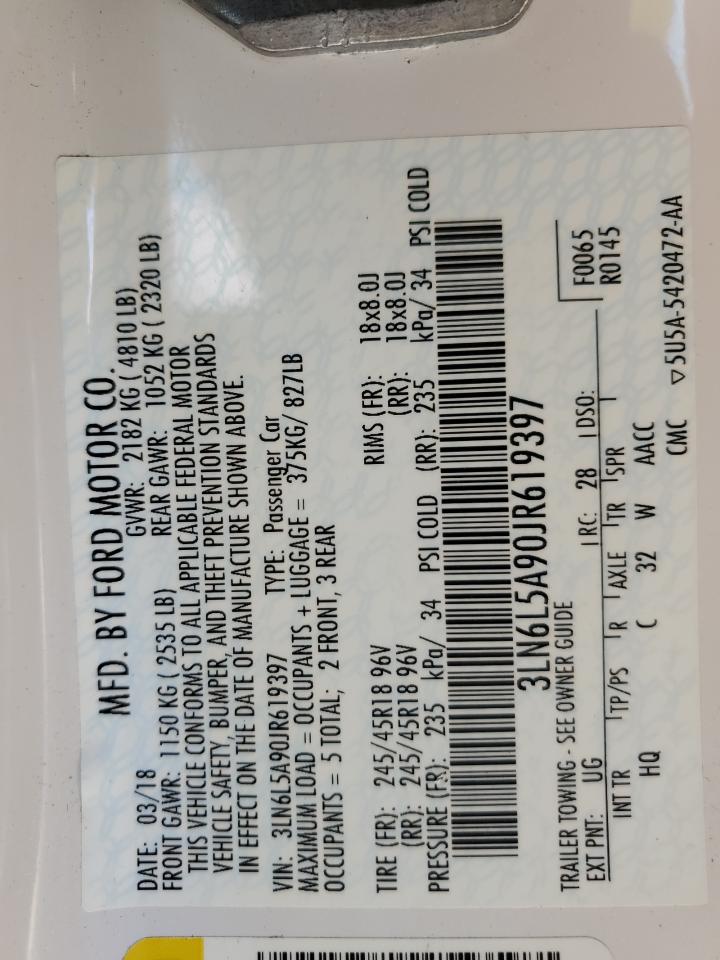 MFD. BY FORD MOTOR CO.
DATE: 03/18 GVWR: 2182 KG ( 4810 LB)
FRONT GAWR: 1150 KG ( 2535 LB) REAR GAWR: 1052 KG ( 2320 LB)
THIS VEHICLE CONFORMS TO ALL APPLICABLE FEDERAL MOTOR
VEHICLE SAFETY, BUMPER, AND THEFT PREVENTION STANDARDS
IN EFFECT ON THE DATE OF MANUFACTURE SHOWN ABOVE.
VIN: 3LN6L5A90JR619397 TYPE: Passenger Car
MAXIMUM LOAD = OCCUPANTS + LUGGAGE = 375KG/ 827LB
OCCUPANTS = 5 TOTAL; 2 FRONT, 3 REAR
TIRE (FR): 245/45R18 96V RIMS (FR): 18x8.0J
(RR): 245/45R18 96V (RR): 18x8.0J
PRESSURE (FR): 235 kPa/ 34 PSI COLD (RR): 235 kPa/ 34 PSI COLD
3LN6L5A90JR619397
TRAILER TOWING - SEE OWNER GUIDE
EXT PNT: UG RC: 28 DSO: F0065
R0145
INT TR TP/PS R AXLE TR SPR
HQ C 32 W AACC
CMC ▽5U5A-5420472-AA